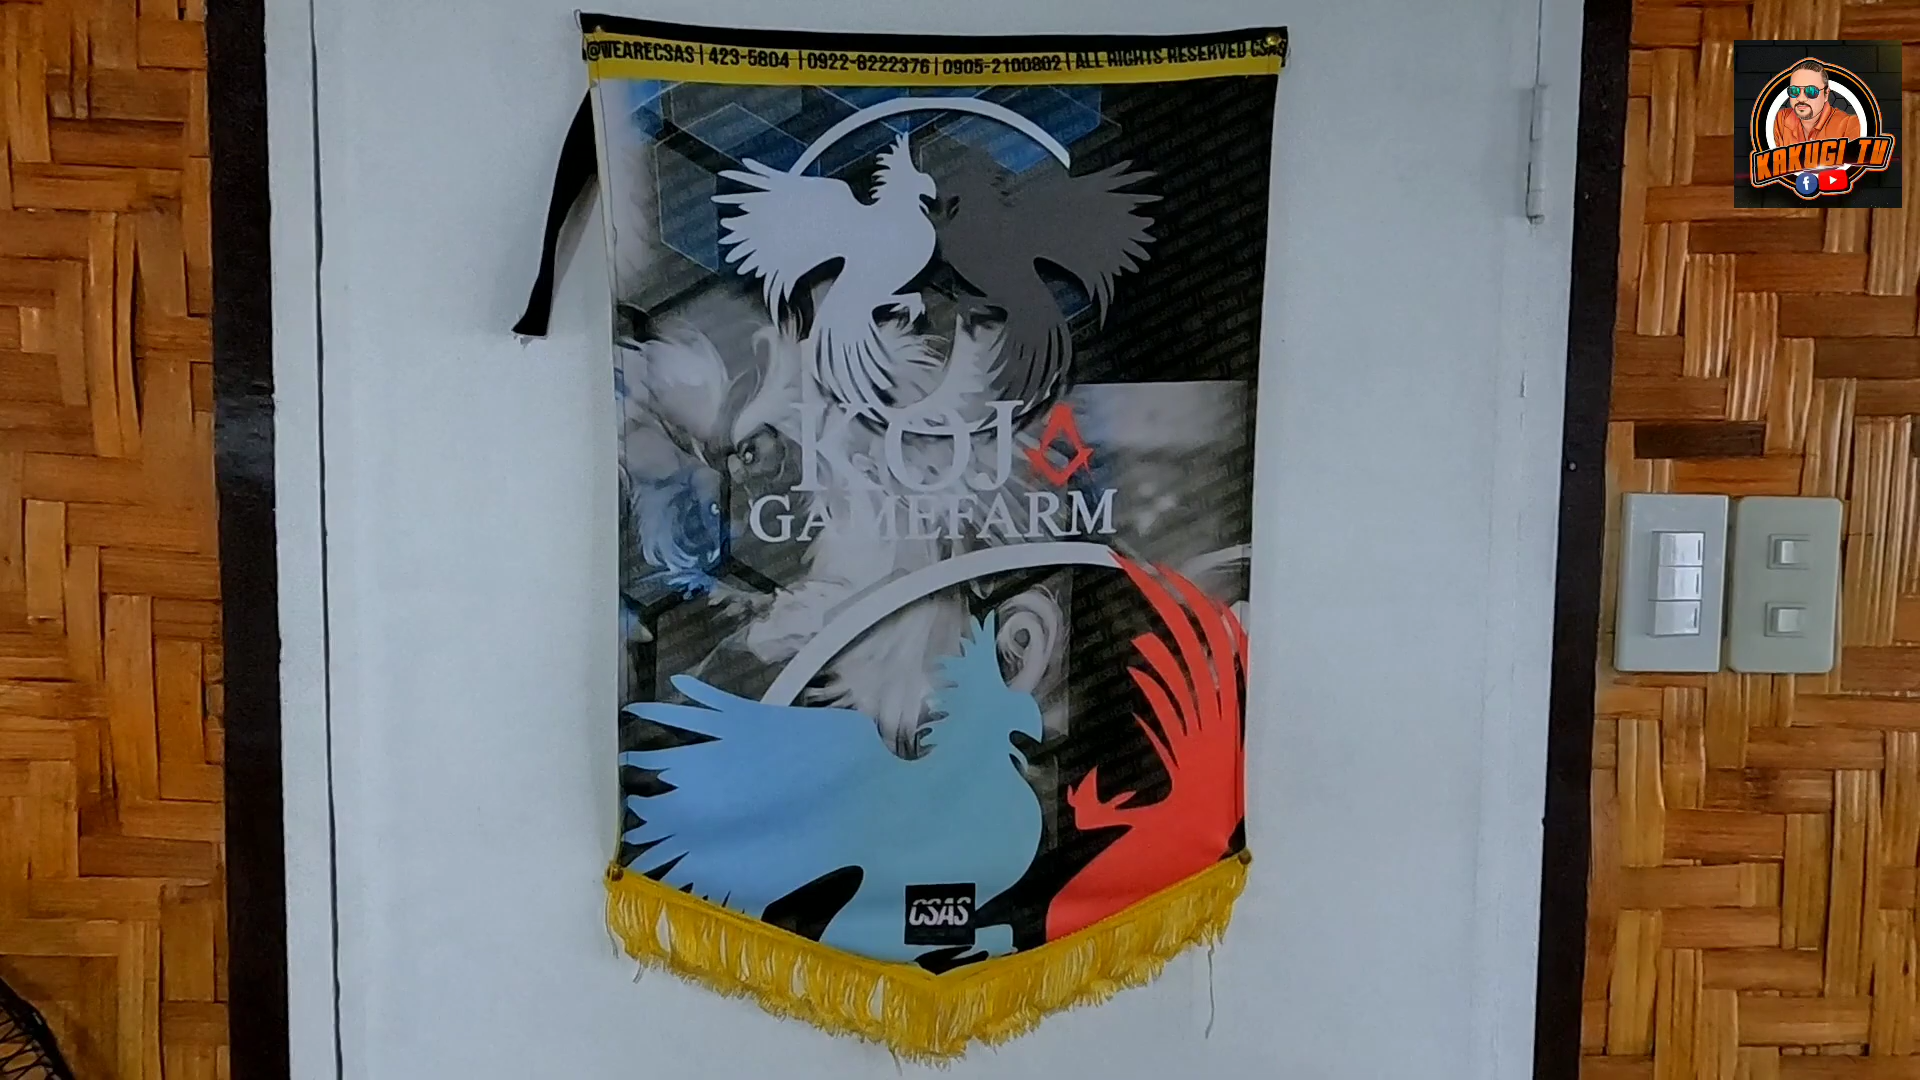 @WEARECSAS | 423-5804 | 0922-8222376 | 0905-2100802 | ALL RIGHTS RESERVED CSAS
KAKUGI TV
KOJ
GAMEFARM
CSAS